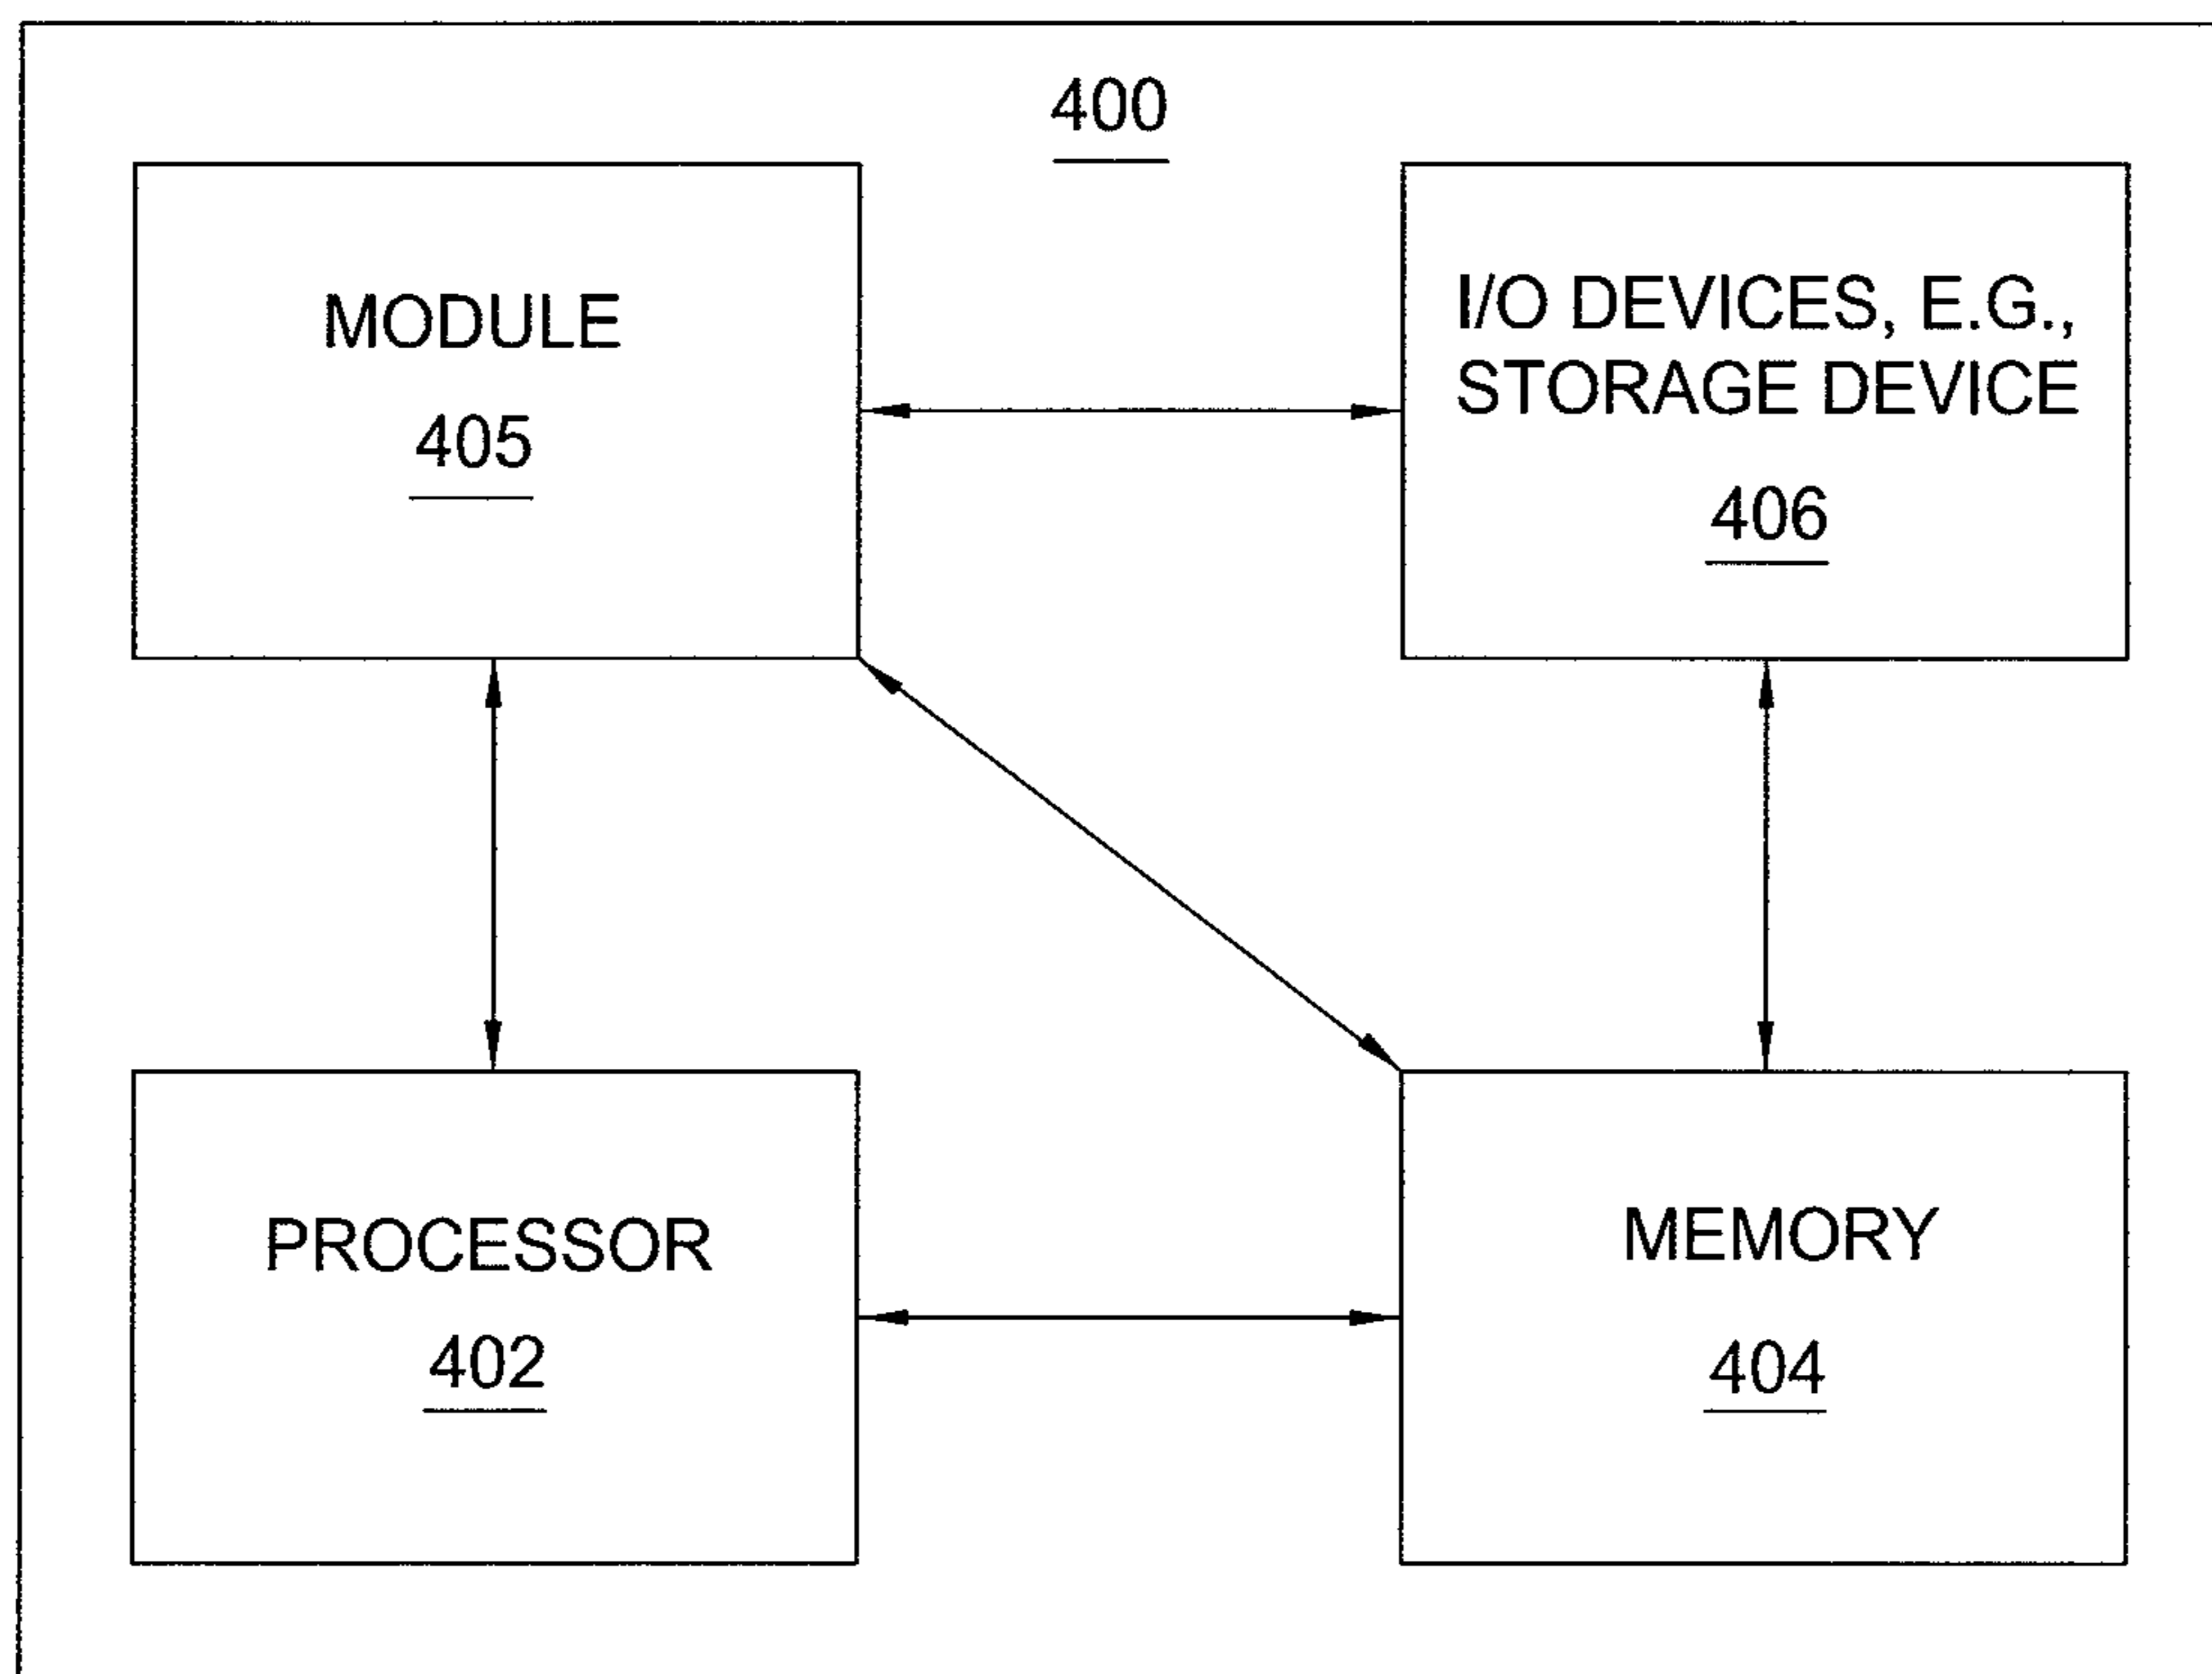 400
MODULE
405
I/O DEVICES, E.G.,
STORAGE DEVICE
406
PROCESSOR
402
MEMORY
404